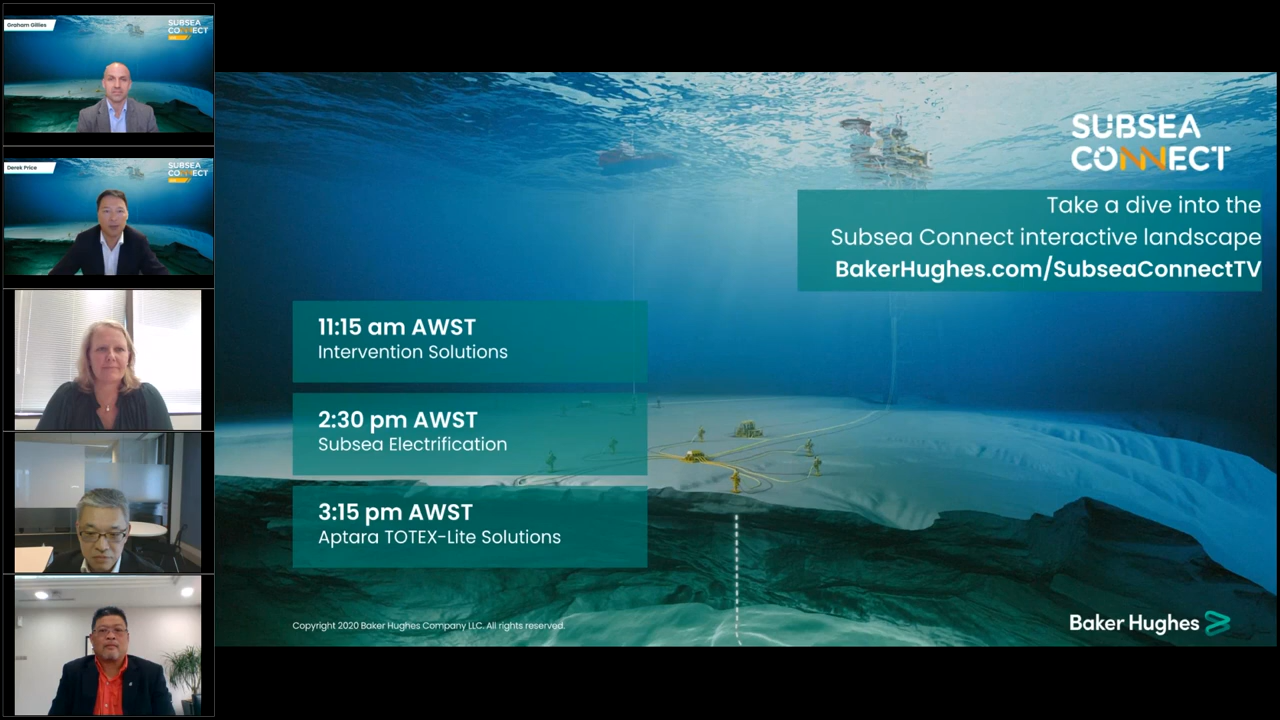 Graham Gillies
SUBSEA
CONNECT
Derek Price
SUBSEA
CONNECT
SUBSEA
CONNECT
Take a dive into the
Subsea Connect interactive landscape
BakerHughes.com/SubseaConnectTV
11:15 am AWST
Intervention Solutions
2:30 pm AWST
Subsea Electrification
3:15 pm AWST
Aptara TOTEX-Lite Solutions
Copyright 2020 Baker Hughes Company LLC. All rights reserved.
Baker Hughes